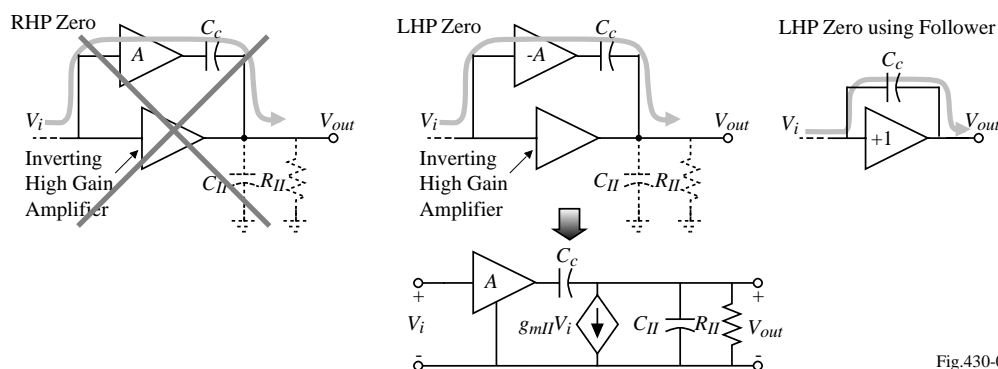 RHP Zero
LHP Zero
LHP Zero using Follower
Cc
A
Vi
Vout
Inverting
High Gain
Amplifier
CII
RII
Cc
-A
Vi
Vout
Inverting
High Gain
Amplifier
CII
RII
Cc
Vi
+1
Vout
Cc
A
+
Vi
-
gmIIVi
CII
RII
+
Vout
-